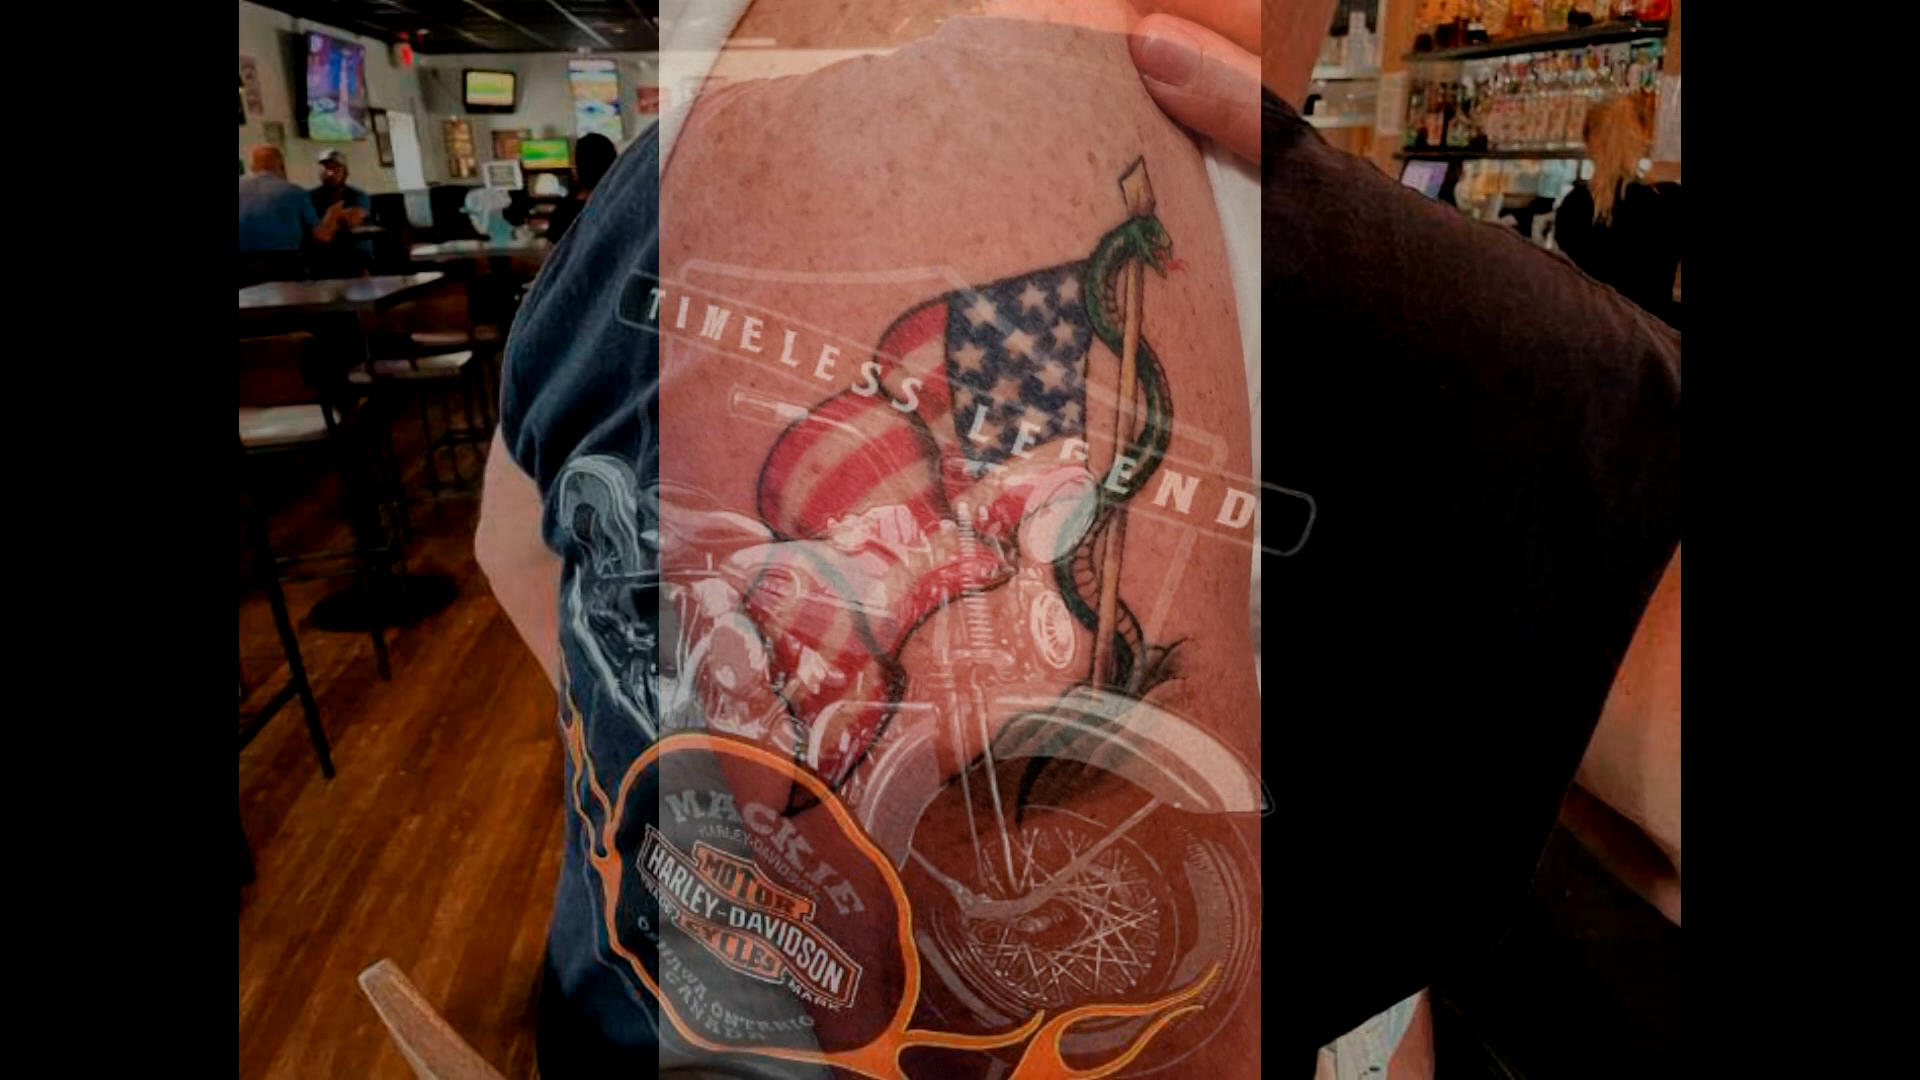 TIMELESS LEGEND
MACKIE
HARLEY-DAVIDSON
MOTOR
HARLEY-DAVIDSON
CYCLES
OSHAWA, ONTARIO
CANADA